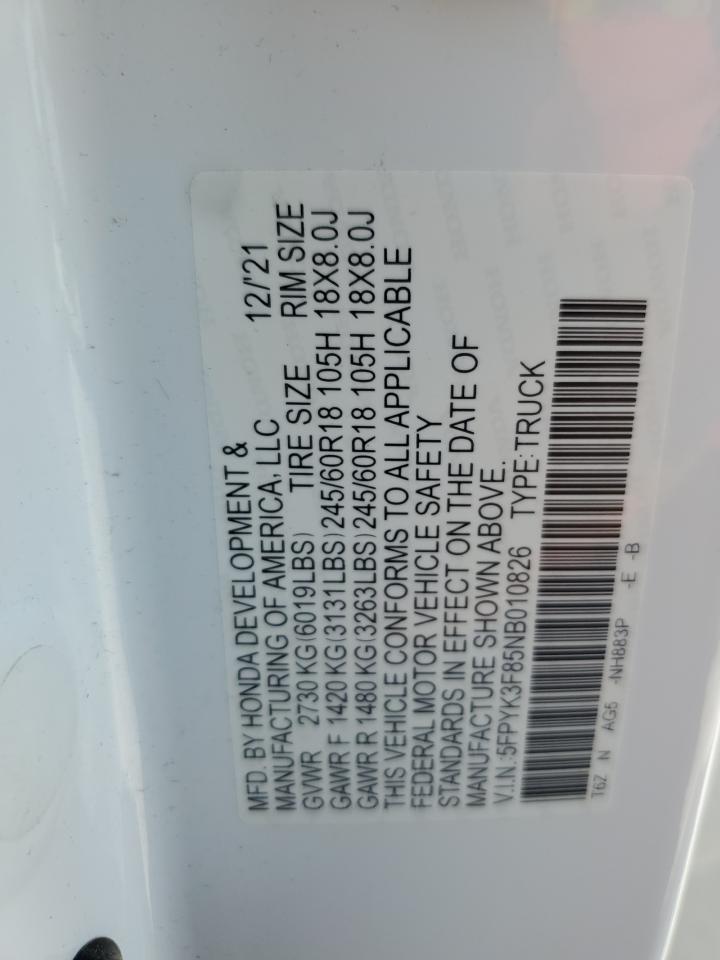 MFD. BY HONDA DEVELOPMENT &
MANUFACTURING OF AMERICA, LLC 12/'21
GVWR 2730 KG(6019LBS) TIRE SIZE RIM SIZE
GAWR F 1420 KG(3131LBS)245/60R18 105H 18X8.0J
GAWR R 1480 KG(3263LBS)245/60R18 105H 18X8.0J
THIS VEHICLE CONFORMS TO ALL APPLICABLE
FEDERAL MOTOR VEHICLE SAFETY
STANDARDS IN EFFECT ON THE DATE OF
MANUFACTURE SHOWN ABOVE.
V.I.N.:5FPYK3F85NB010826 TYPE:TRUCK
T6Z N AG5 -NH883P -E -B